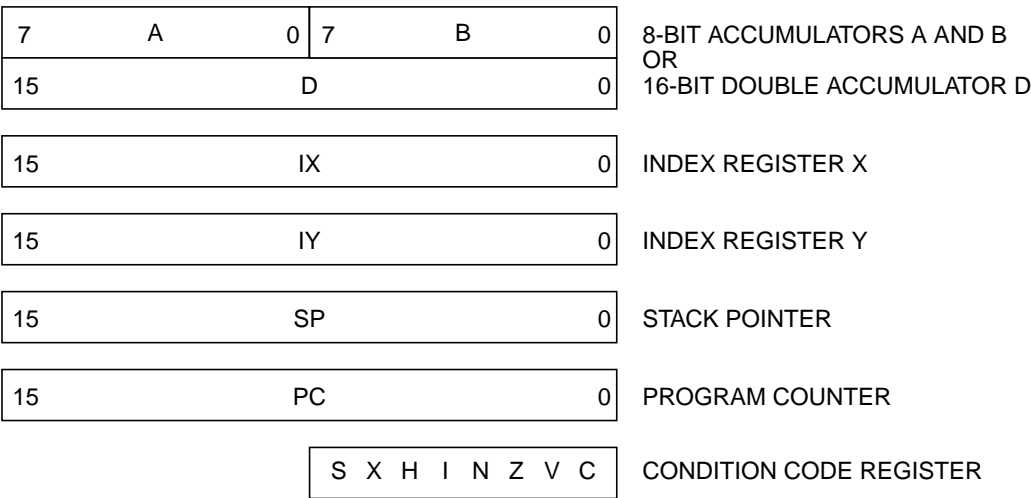 7 A 0 7 B 0 8-BIT ACCUMULATORS A AND B
OR
15 D 0 16-BIT DOUBLE ACCUMULATOR D
15 IX 0 INDEX REGISTER X
15 IY 0 INDEX REGISTER Y
15 SP 0 STACK POINTER
15 PC 0 PROGRAM COUNTER
S X H I N Z V C CONDITION CODE REGISTER